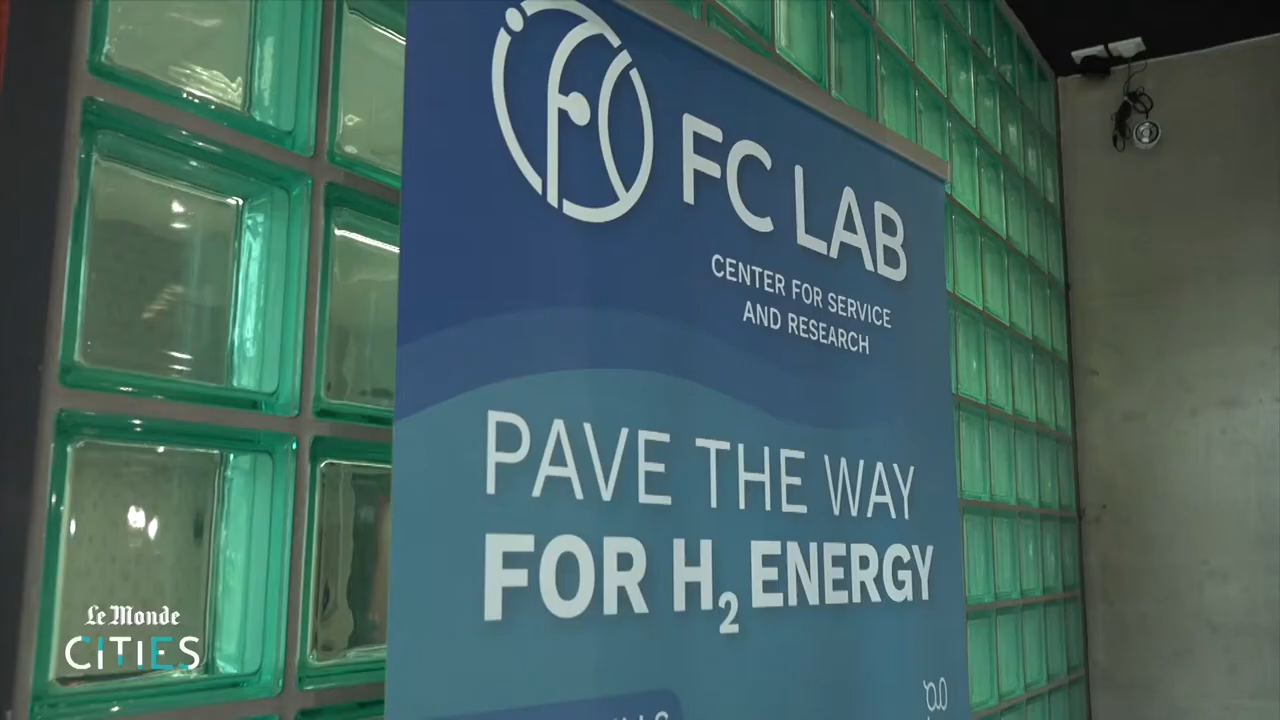 FC LAB
CENTER FOR SERVICE
AND RESEARCH
PAVE THE WAY
FOR H₂ ENERGY
Le Monde
CITIES